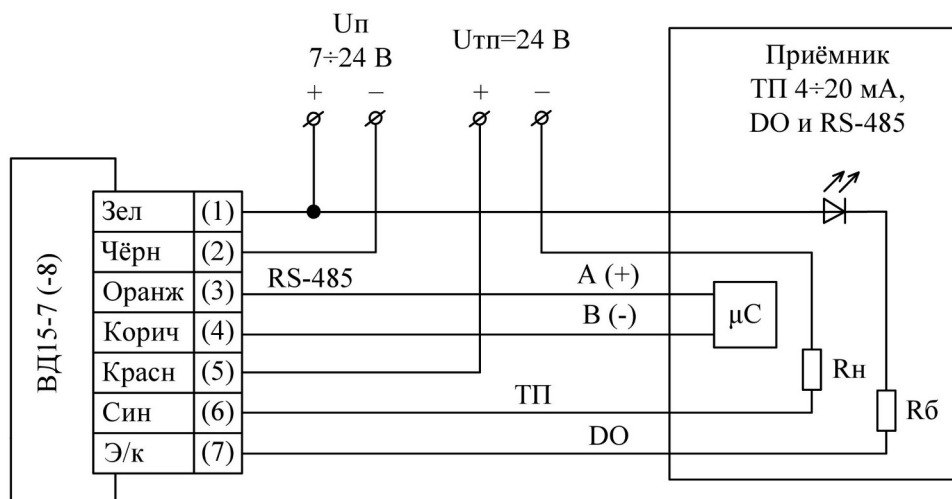 Uп
7÷24 В
+
−
Uтп=24 В
+
−
Приёмник
ТП 4÷20 мА,
DO и RS-485
ВД15-7 (-8)
Зел (1)
Чёрн (2)
Оранж (3)
Корич (4)
Красн (5)
Син (6)
Э/к (7)
RS-485
A (+)
B (-)
μC
Rн
Rб
ТП
DO